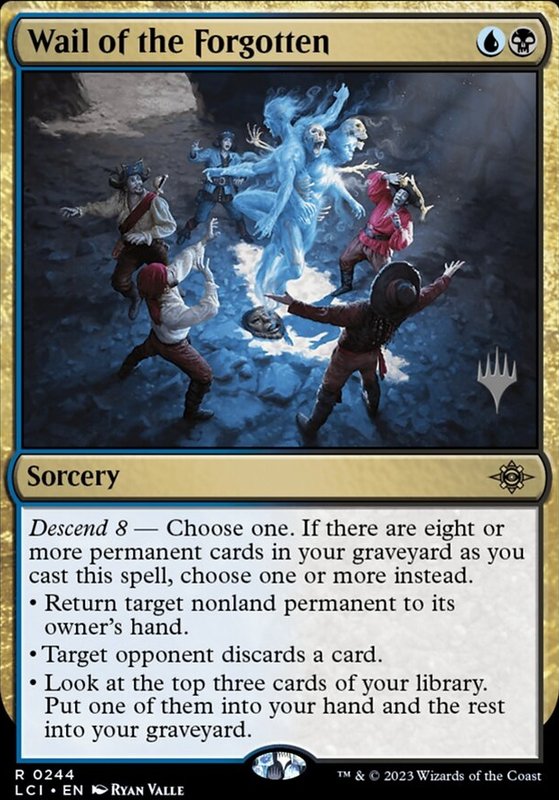 Wail of the Forgotten
Sorcery
Descend 8 — Choose one. If there are eight or
more permanent cards in your graveyard as you
cast this spell, choose one or more instead.
• Return target nonland permanent to its
owner’s hand.
• Target opponent discards a card.
• Look at the top three cards of your library.
Put one of them into your hand and the rest
into your graveyard.
R 0244
LCI • EN Ryan Valle
™ & © 2023 Wizards of the Coast